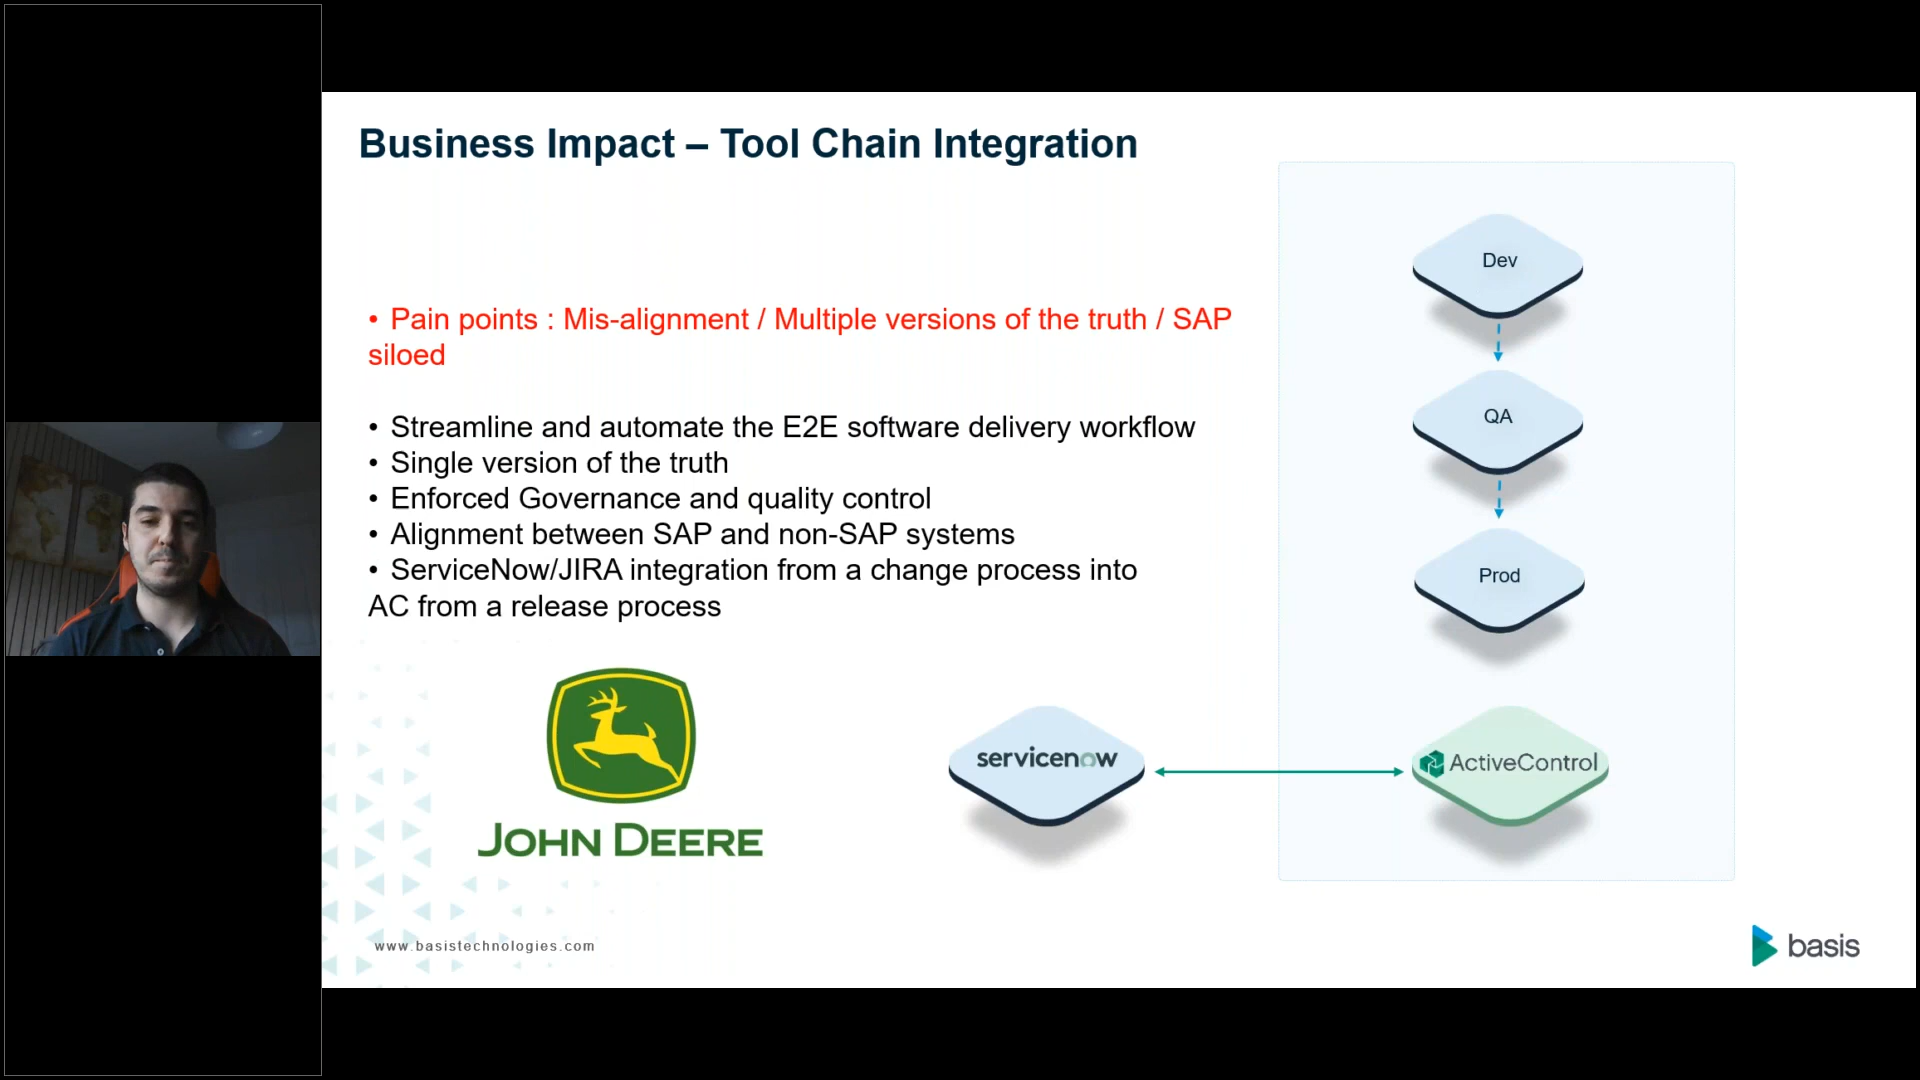 Business Impact – Tool Chain Integration
• Pain points : Mis-alignment / Multiple versions of the truth / SAP
siloed
• Streamline and automate the E2E software delivery workflow
• Single version of the truth
• Enforced Governance and quality control
• Alignment between SAP and non-SAP systems
• ServiceNow/JIRA integration from a change process into
AC from a release process
Dev
QA
Prod
servicenow
ActiveControl
JOHN DEERE
www.basistechnologies.com
basis